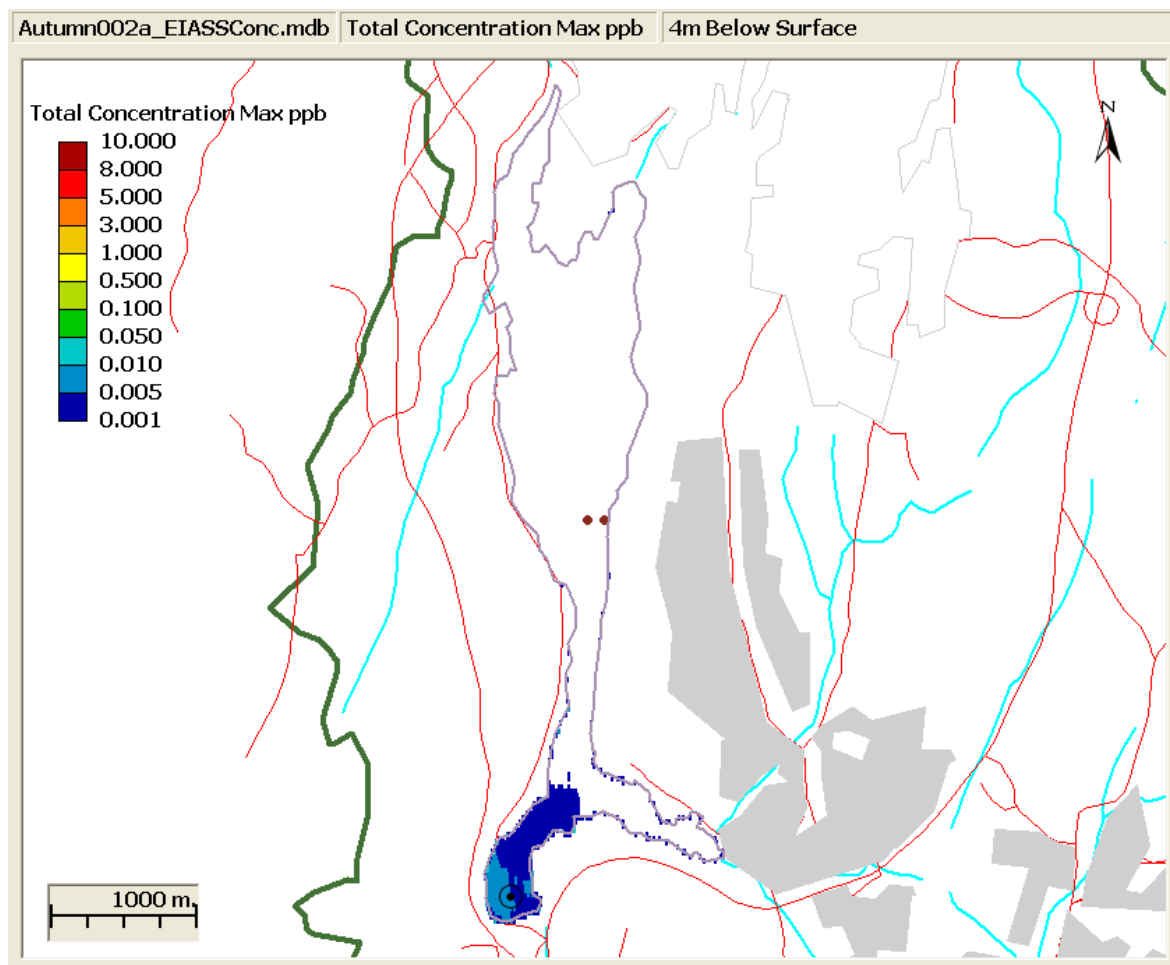 Autumn002a_EIASSConc.mdb Total Concentration Max ppb 4m Below Surface
Total Concentration Max ppb
10.000
8.000
5.000
3.000
1.000
0.500
0.100
0.050
0.010
0.005
0.001
N
1000 m.